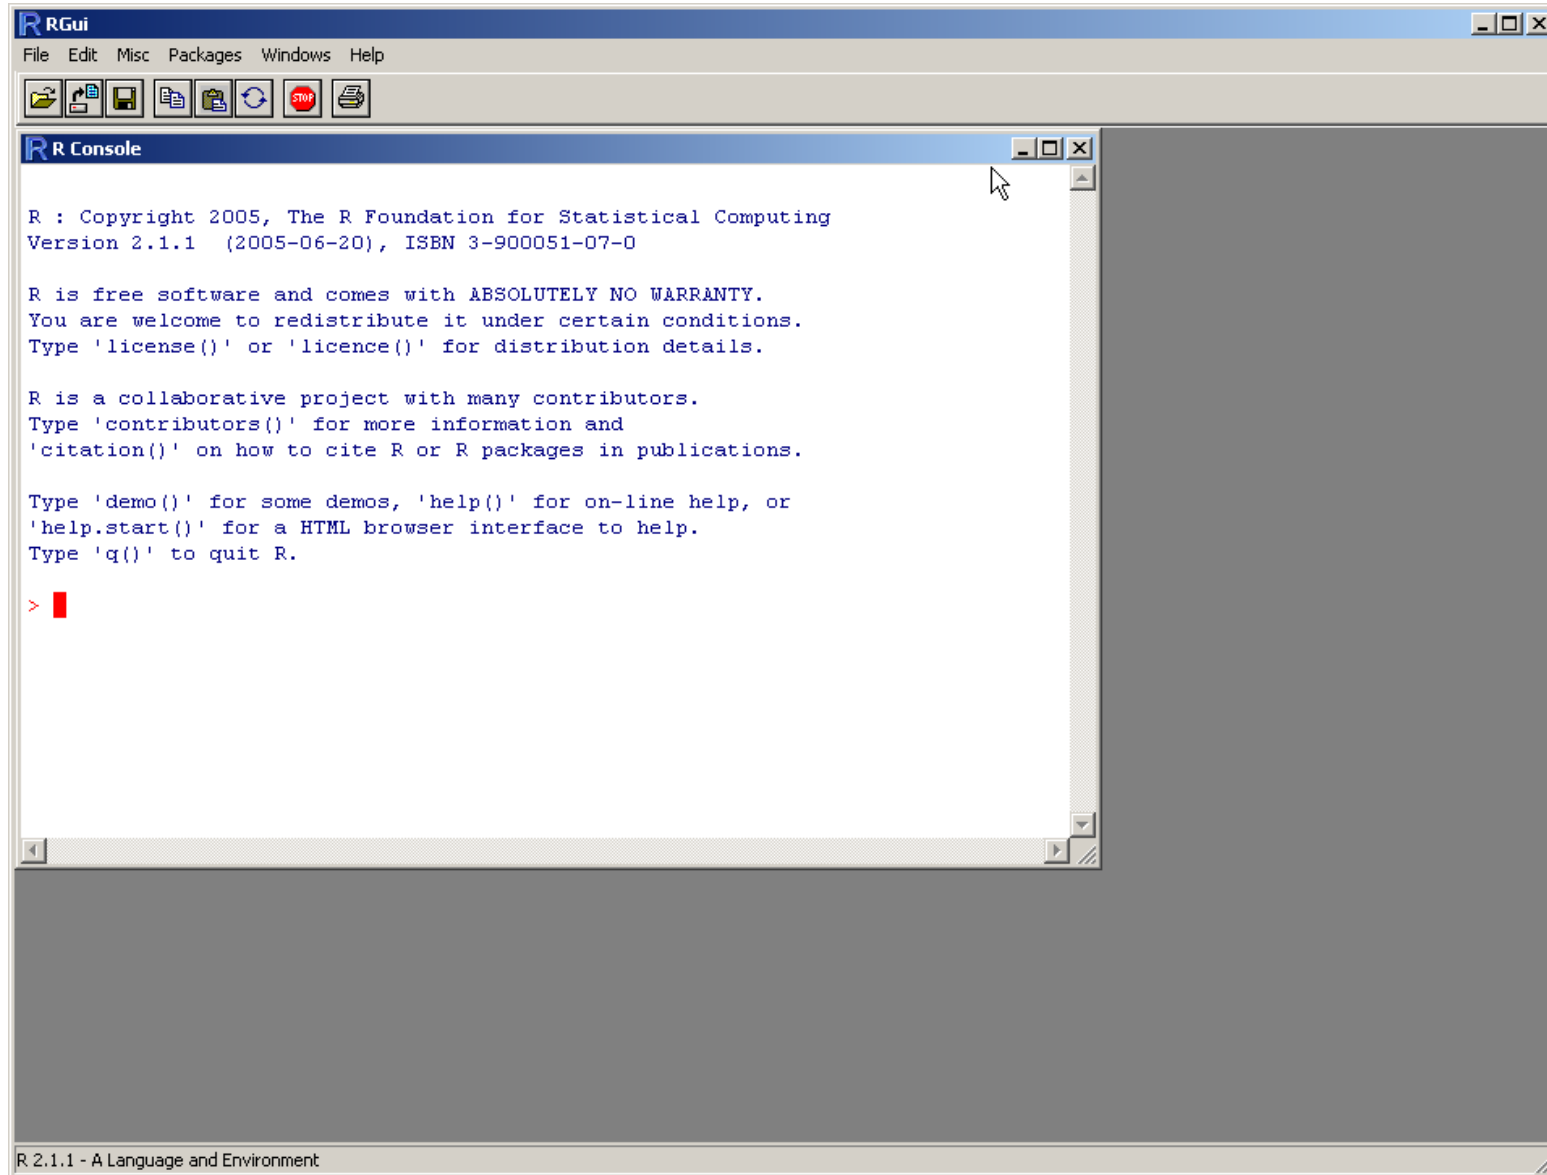 RGui
File Edit Misc Packages Windows Help
STOP
R Console
R : Copyright 2005, The R Foundation for Statistical Computing
Version 2.1.1  (2005-06-20), ISBN 3-900051-07-0
R is free software and comes with ABSOLUTELY NO WARRANTY.
You are welcome to redistribute it under certain conditions.
Type 'license()' or 'licence()' for distribution details.
R is a collaborative project with many contributors.
Type 'contributors()' for more information and
'citation()' on how to cite R or R packages in publications.
Type 'demo()' for some demos, 'help()' for on-line help, or
'help.start()' for a HTML browser interface to help.
Type 'q()' to quit R.
>
R 2.1.1 - A Language and Environment